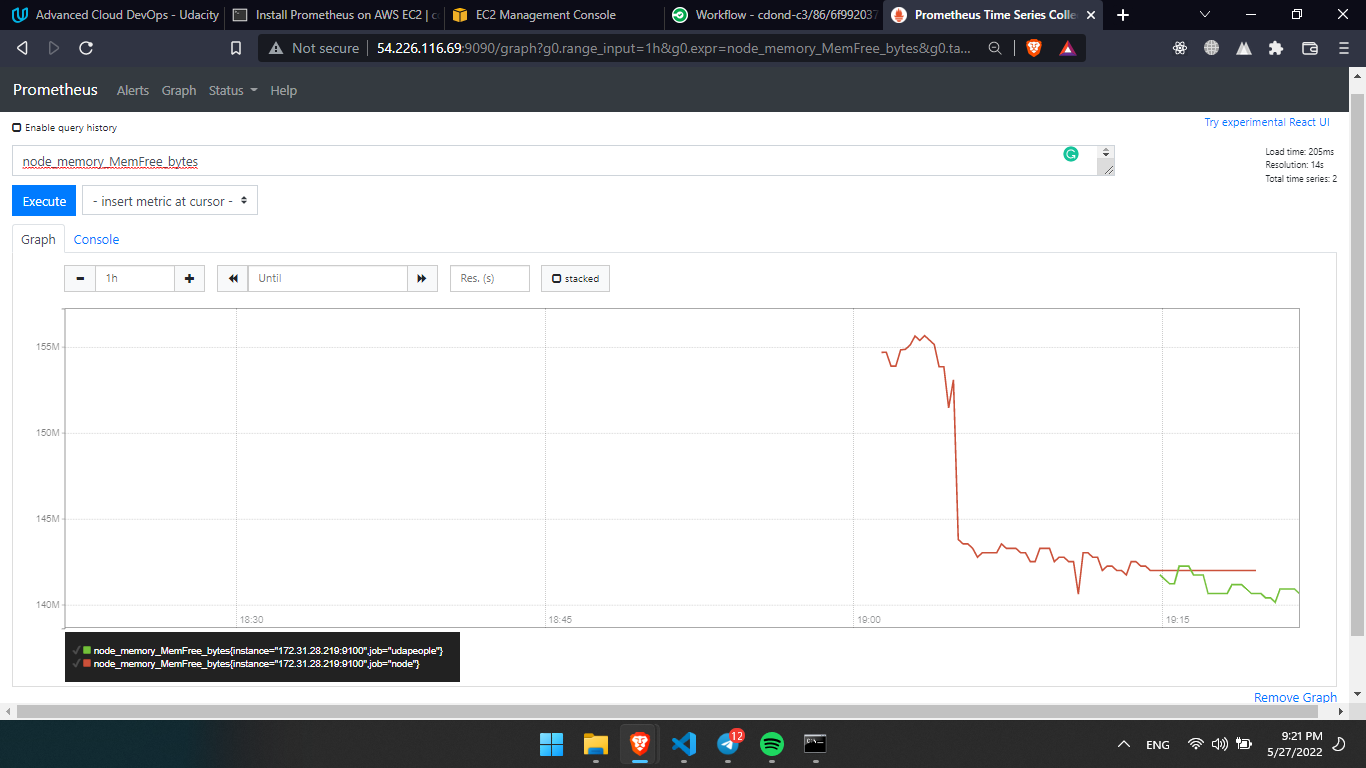 Advanced Cloud DevOps - Udacity
Install Prometheus on AWS EC2 | c
EC2 Management Console
Workflow - cdond-c3/86/6f992037
Prometheus Time Series Colle
Not secure
54.226.116.69:9090/graph?g0.range_input=1h&g0.expr=node_memory_MemFree_bytes&g0.ta...
Prometheus
Alerts
Graph
Status
Help
Enable query history
Try experimental React UI
node_memory_MemFree_bytes
Load time: 205ms
Resolution: 14s
Total time series: 2
Execute
- insert metric at cursor -
Graph
Console
1h
Until
Res. (s)
stacked
155M
150M
145M
140M
18:30
18:45
19:00
19:15
node_memory_MemFree_bytes{instance="172.31.28.219:9100",job="udapeople"}
node_memory_MemFree_bytes{instance="172.31.28.219:9100",job="node"}
Remove Graph
12
ENG
9:21 PM
5/27/2022